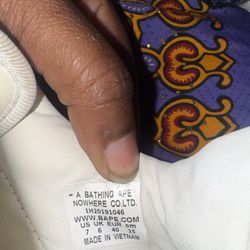 A BATHING APE
NOWHERE CO.LTD.
1H20191046
WWW.BAPE.COM
US UK EUR cm
7 6 40 25
MADE IN VIETNAM